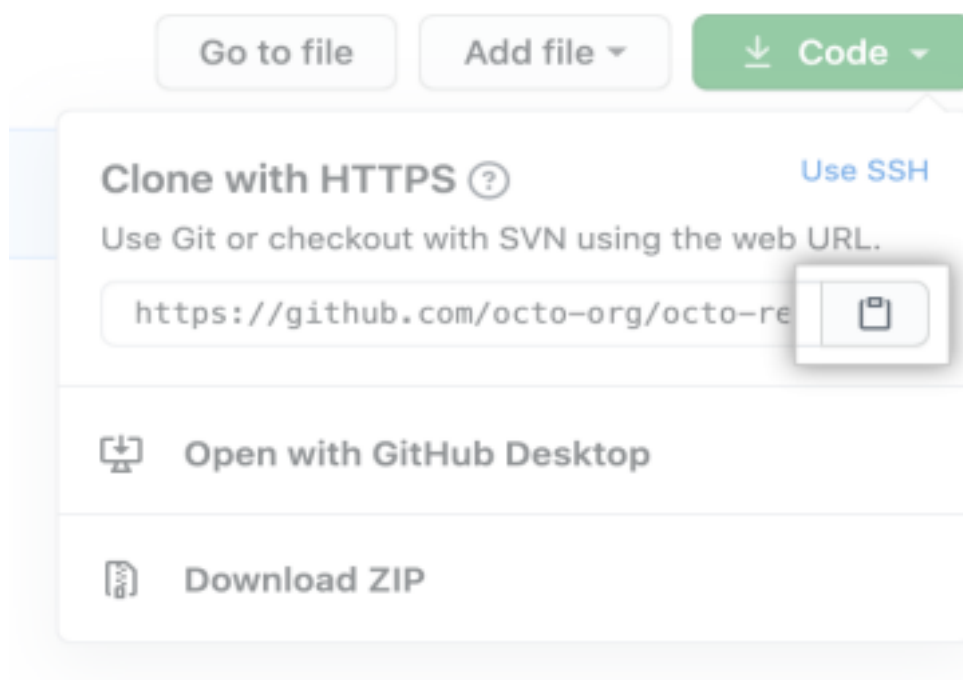 Go to file Add file Code
Clone with HTTPS ? Use SSH
Use Git or checkout with SVN using the web URL.
https://github.com/octo-org/octo-re
Open with GitHub Desktop
Download ZIP